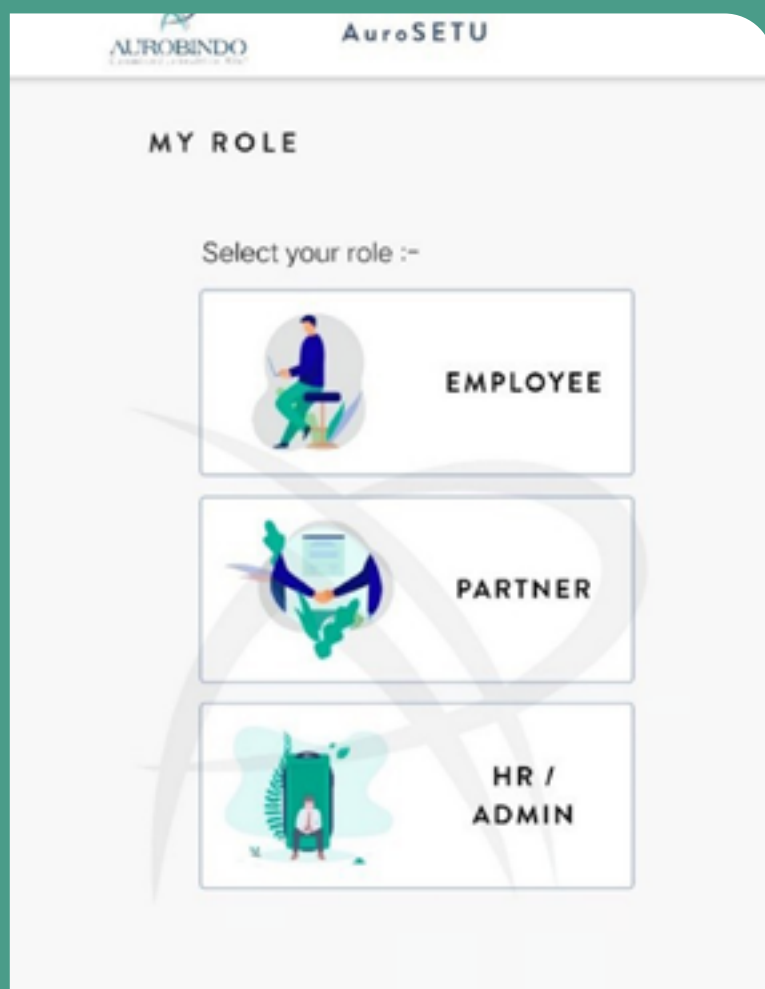 AUROBINDO
AuroSETU
MY ROLE
Select your role :-
EMPLOYEE
PARTNER
HR /
ADMIN